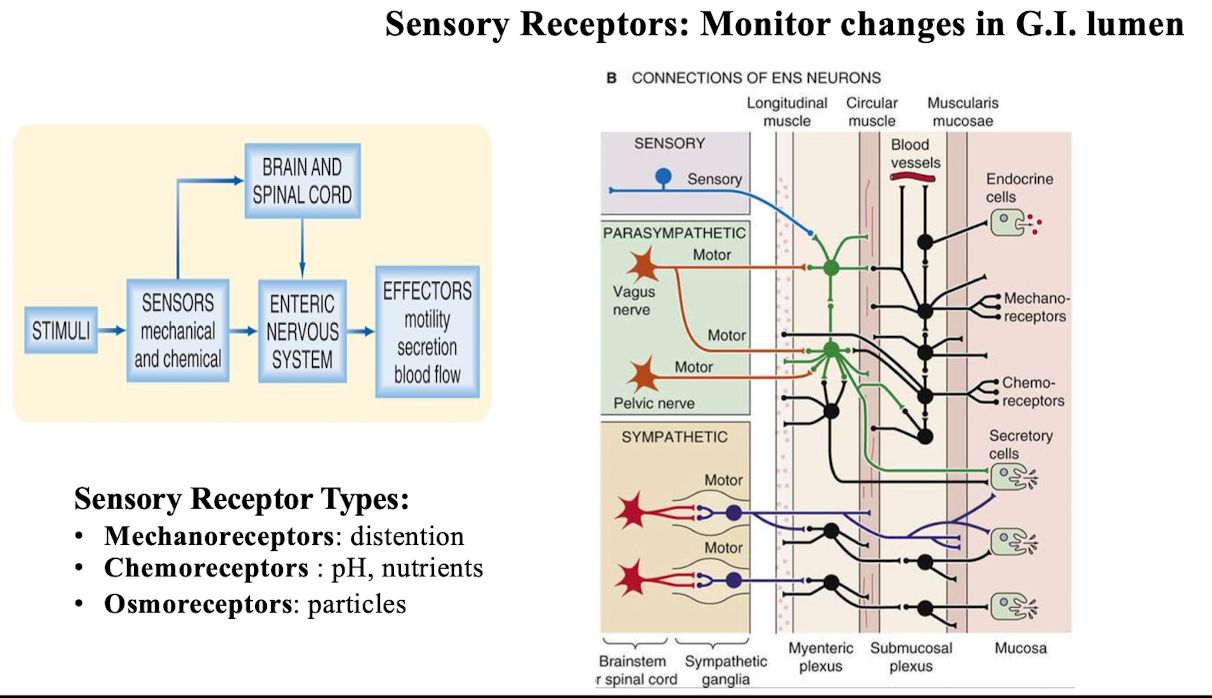 Sensory Receptors: Monitor changes in G.I. lumen
STIMULI
SENSORS
mechanical
and chemical
BRAIN AND
SPINAL CORD
ENTERIC
NERVOUS
SYSTEM
EFFECTORS
motility
secretion
blood flow
Sensory Receptor Types:
• Mechanoreceptors: distention
• Chemoreceptors : pH, nutrients
• Osmoreceptors: particles
B CONNECTIONS OF ENS NEURONS
Longitudinal
muscle
Circular
muscle
Muscularis
mucosae
SENSORY
Sensory
Blood
vessels
Endocrine
cells
PARASYMPATHETIC
Motor
Vagus
nerve
Mechano-
receptors
Motor
Motor
Pelvic nerve
Chemo-
receptors
SYMPATHETIC
Secretory
cells
Motor
Motor
Brainstem
r spinal cord
Sympathetic
ganglia
Myenteric
plexus
Submucosal
plexus
Mucosa